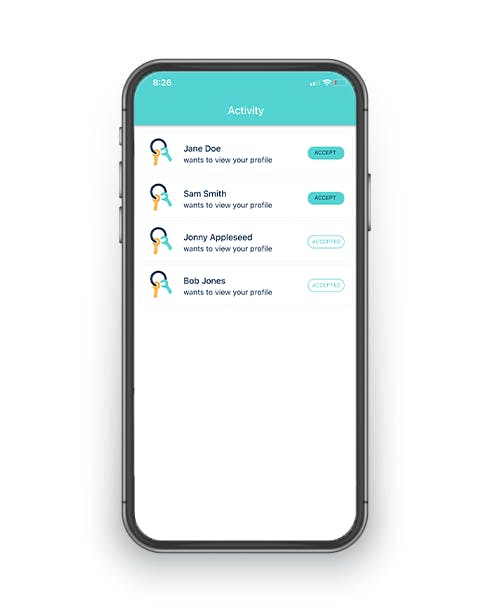 8:26
Activity
Jane Doe
wants to view your profile
ACCEPT
Sam Smith
wants to view your profile
ACCEPT
Jonny Appleseed
wants to view your profile
ACCEPTED
Bob Jones
wants to view your profile
ACCEPTED